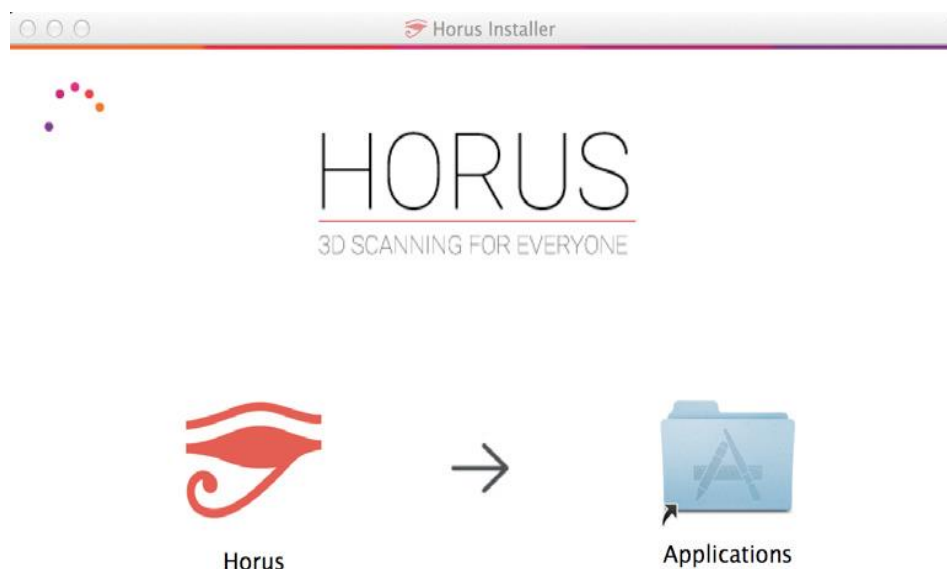 Horus Installer
HORUS
3D SCANNING FOR EVERYONE
Horus
Applications